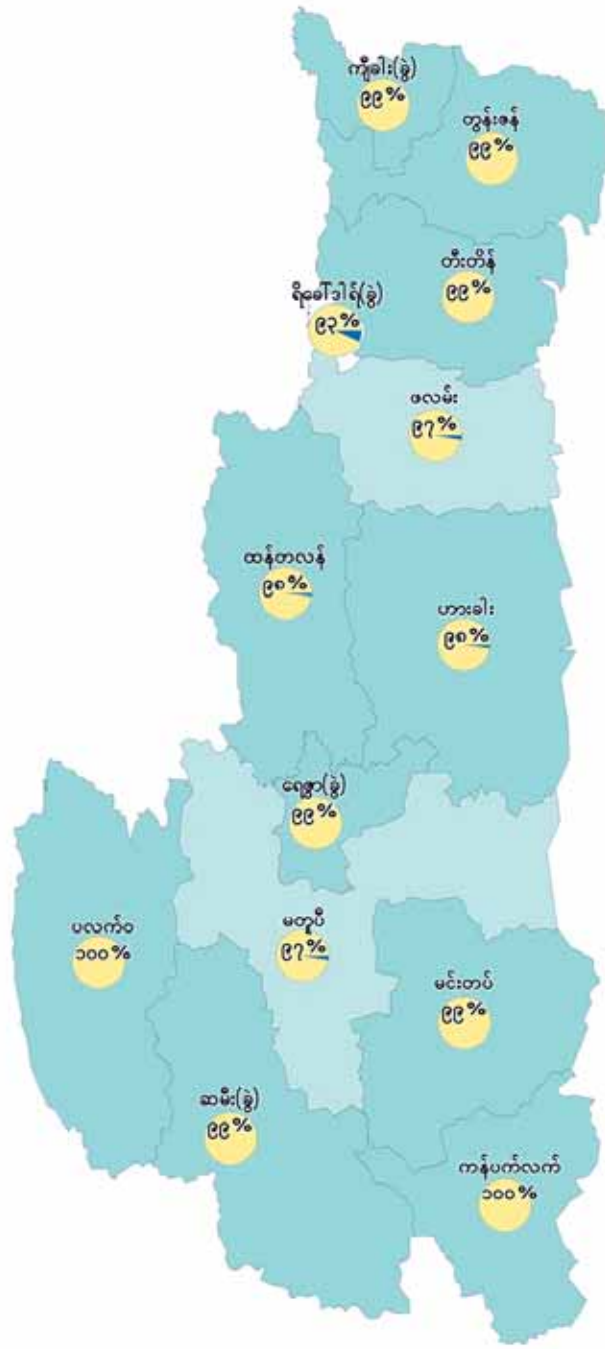 ကျီခါး(ခွဲ)
၉၉%
တွန်းဇန်
၉၉%
တီးတိန်
၉၉%
ရိခေါ်ဒါရ်(ခွဲ)
၉၃%
ဖလမ်း
၉၇%
ထန်တလန်
၉၈%
ဟားခါး
၉၈%
ရေဇွာ(ခွဲ)
၉၉%
ပလက်ဝ
၁၀၀%
မတူပီ
၉၇%
မင်းတပ်
၉၉%
ဆမီး(ခွဲ)
၉၉%
ကန်ပက်လက်
၁၀၀%